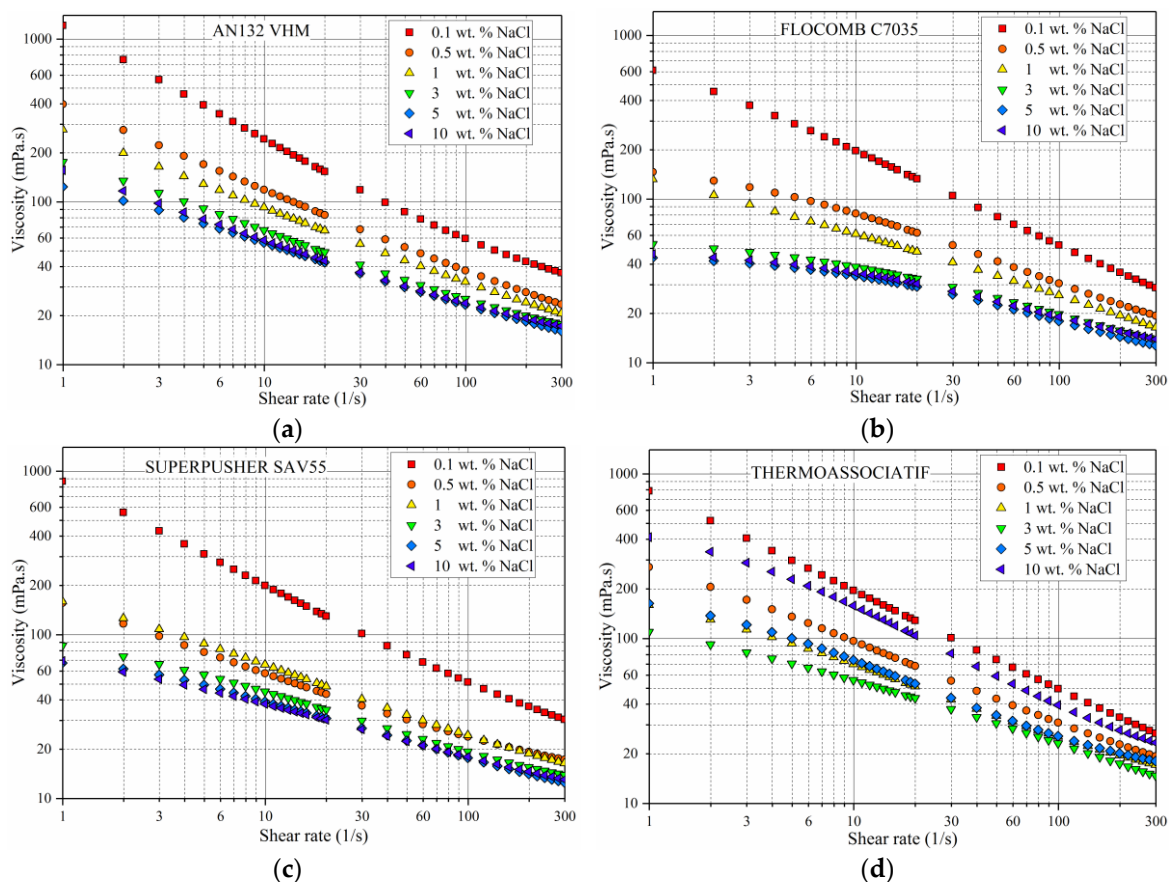 AN132 VHM
0.1 wt. % NaCl
0.5 wt. % NaCl
1 wt. % NaCl
3 wt. % NaCl
5 wt. % NaCl
10 wt. % NaCl
Viscosity (mPa.s)
1000
600
400
200
100
60
40
20
10
1 3 6 10 30 60 100 300
Shear rate (1/s)
(a)
FLOCOMB C7035
0.1 wt. % NaCl
0.5 wt. % NaCl
1 wt. % NaCl
3 wt. % NaCl
5 wt. % NaCl
10 wt. % NaCl
Viscosity (mPa.s)
1000
600
400
200
100
60
40
20
10
1 3 6 10 30 60 100 300
Shear rate (1/s)
(b)
SUPERPUSHER SAV55
0.1 wt. % NaCl
0.5 wt. % NaCl
1 wt. % NaCl
3 wt. % NaCl
5 wt. % NaCl
10 wt. % NaCl
Viscosity (mPa.s)
1000
600
400
200
100
60
40
20
10
1 3 6 10 30 60 100 300
Shear rate (1/s)
(c)
THERMOASSOCIATIF
0.1 wt. % NaCl
0.5 wt. % NaCl
1 wt. % NaCl
3 wt. % NaCl
5 wt. % NaCl
10 wt. % NaCl
Viscosity (mPa.s)
1000
600
400
200
100
60
40
20
10
1 3 6 10 30 60 100 300
Shear rate (1/s)
(d)